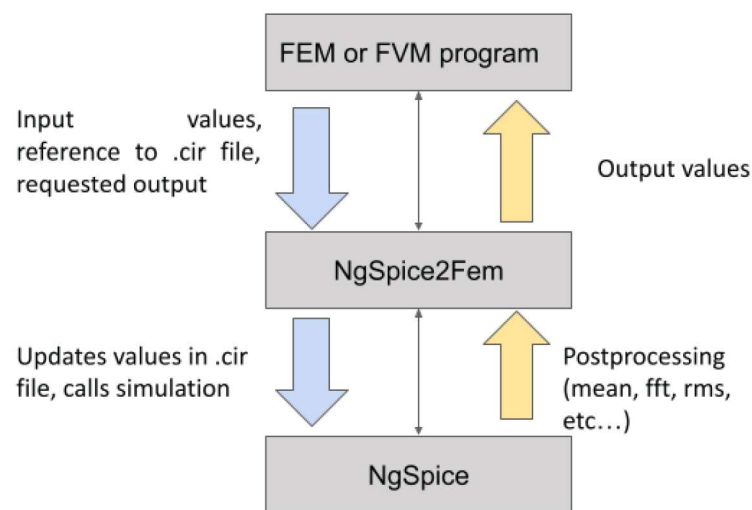 FEM or FVM program
Input values,
reference to .cir file,
requested output
Output values
NgSpice2Fem
Updates values in .cir
file, calls simulation
Postprocessing
(mean, fft, rms,
etc…)
NgSpice